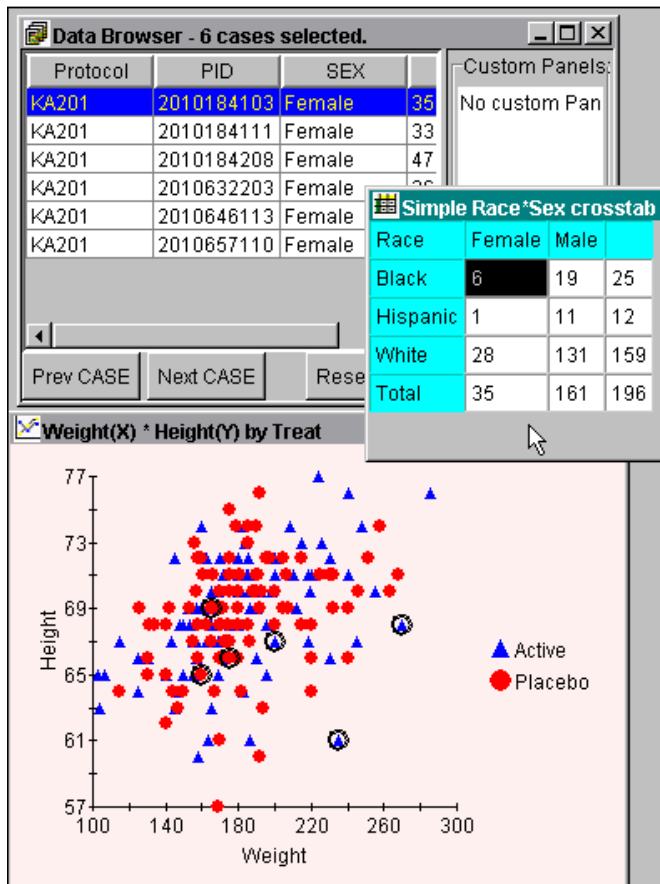 Data Browser - 6 cases selected.
Protocol PID SEX
KA201 2010184103 Female 35
KA201 2010184111 Female 33
KA201 2010184208 Female 47
KA201 2010632203 Female
KA201 2010646113 Female
KA201 2010657110 Female
Custom Panels:
No custom Pan
Prev CASE Next CASE Rese
Simple Race*Sex crosstab
Race Female Male
Black 6 19 25
Hispanic 1 11 12
White 28 131 159
Total 35 161 196
Weight(X) * Height(Y) by Treat
77
73
69
65
61
57
Height
100 140 180 220 260 300
Weight
Active
Placebo